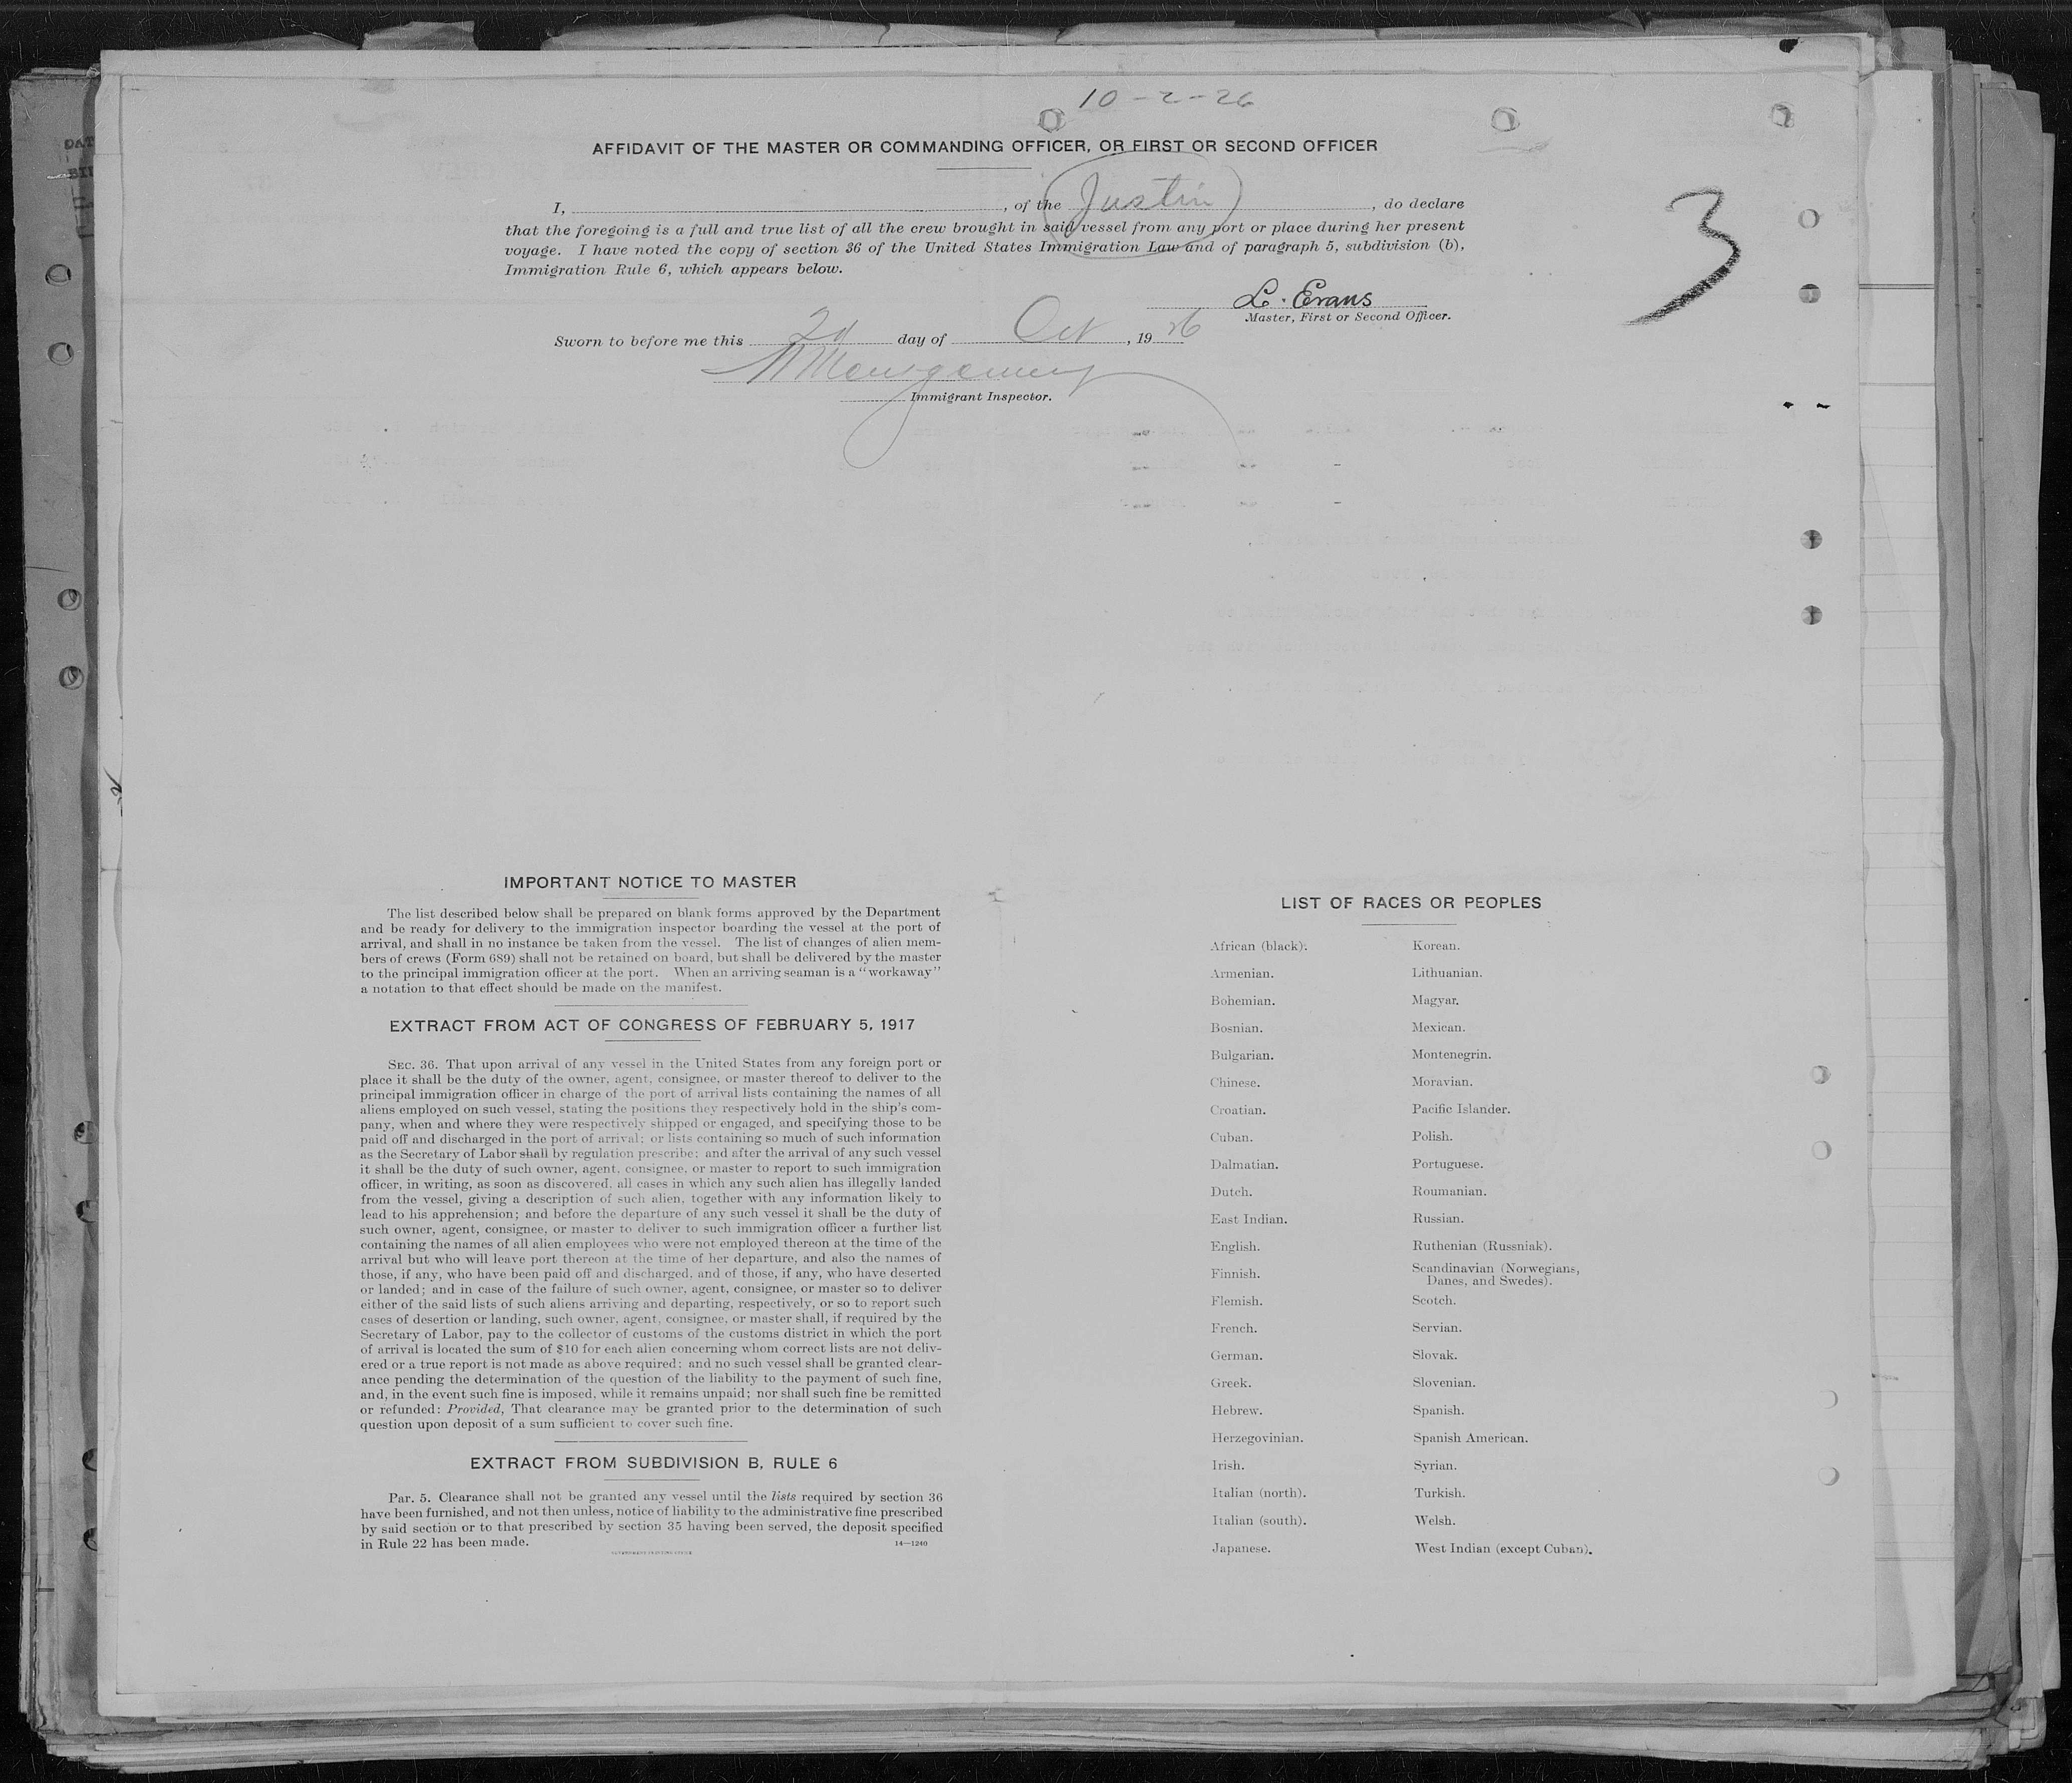 10-2-26
AFFIDAVIT OF THE MASTER OR COMMANDING OFFICER, OR FIRST OR SECOND OFFICER
I, , of the Justin, do declare
that the foregoing is a full and true list of all the crew brought in said vessel from any port or place during her present
voyage. I have noted the copy of section 36 of the United States Immigration Law and of paragraph 5, subdivision (b),
Immigration Rule 6, which appears below.
3
L. Evans
Master, First or Second Officer.
Sworn to before me this 2d day of Oct, 1926
Montgomery
Immigrant Inspector.
IMPORTANT NOTICE TO MASTER
The list described below shall be prepared on blank forms approved by the Department
and be ready for delivery to the immigration inspector boarding the vessel at the port of
arrival, and shall in no instance be taken from the vessel. The list of changes of alien mem-
bers of crews (Form 689) shall not be retained on board, but shall be delivered by the master
to the principal immigration officer at the port. When an arriving seaman is a "workaway"
a notation to that effect should be made on the manifest.
EXTRACT FROM ACT OF CONGRESS OF FEBRUARY 5, 1917
SEC. 36. That upon arrival of any vessel in the United States from any foreign port or
place it shall be the duty of the owner, agent, consignee, or master thereof to deliver to the
principal immigration officer in charge of the port of arrival lists containing the names of all
aliens employed on such vessel, stating the positions they respectively hold in the ship's com-
pany, when and where they were respectively shipped or engaged, and specifying those to be
paid off and discharged in the port of arrival; or lists containing so much of such information
as the Secretary of Labor shall by regulation prescribe; and after the arrival of any such vessel
it shall be the duty of such owner, agent, consignee, or master to report to such immigration
officer, in writing, as soon as discovered, all cases in which any such alien has illegally landed
from the vessel, giving a description of such alien, together with any information likely to
lead to his apprehension; and before the departure of any such vessel it shall be the duty of
such owner, agent, consignee, or master to deliver to such immigration officer a further list
containing the names of all alien employees who were not employed thereon at the time of the
arrival but who will leave port thereon at the time of her departure, and also the names of
those, if any, who have been paid off and discharged, and of those, if any, who have deserted
or landed; and in case of the failure of such owner, agent, consignee, or master so to deliver
either of the said lists of such aliens arriving and departing, respectively, or so to report such
cases of desertion or landing, such owner, agent, consignee, or master shall, if required by the
Secretary of Labor, pay to the collector of customs of the customs district in which the port
of arrival is located the sum of $10 for each alien concerning whom correct lists are not deliv-
ered or a true report is not made as above required; and no such vessel shall be granted clear-
ance pending the determination of the question of the liability to the payment of such fine,
and, in the event such fine is imposed, while it remains unpaid; nor shall such fine be remitted
or refunded: Provided, That clearance may be granted prior to the determination of such
question upon deposit of a sum sufficient to cover such fine.
EXTRACT FROM SUBDIVISION B, RULE 6
Par. 5. Clearance shall not be granted any vessel until the lists required by section 36
have been furnished, and not then unless, notice of liability to the administrative fine prescribed
by said section or to that prescribed by section 35 having been served, the deposit specified
in Rule 22 has been made. 14—1240
GOVERNMENT PRINTING OFFICE
LIST OF RACES OR PEOPLES
African (black). Korean.
Armenian. Lithuanian.
Bohemian. Magyar.
Bosnian. Mexican.
Bulgarian. Montenegrin.
Chinese. Moravian.
Croatian. Pacific Islander.
Cuban. Polish.
Dalmatian. Portuguese.
Dutch. Roumanian.
East Indian. Russian.
English. Ruthenian (Russniak).
Finnish. Scandinavian (Norwegians,
Danes, and Swedes).
Flemish. Scotch.
French. Servian.
German. Slovak.
Greek. Slovenian.
Hebrew. Spanish.
Herzegovinian. Spanish American.
Irish. Syrian.
Italian (north). Turkish.
Italian (south). Welsh.
Japanese. West Indian (except Cuban).